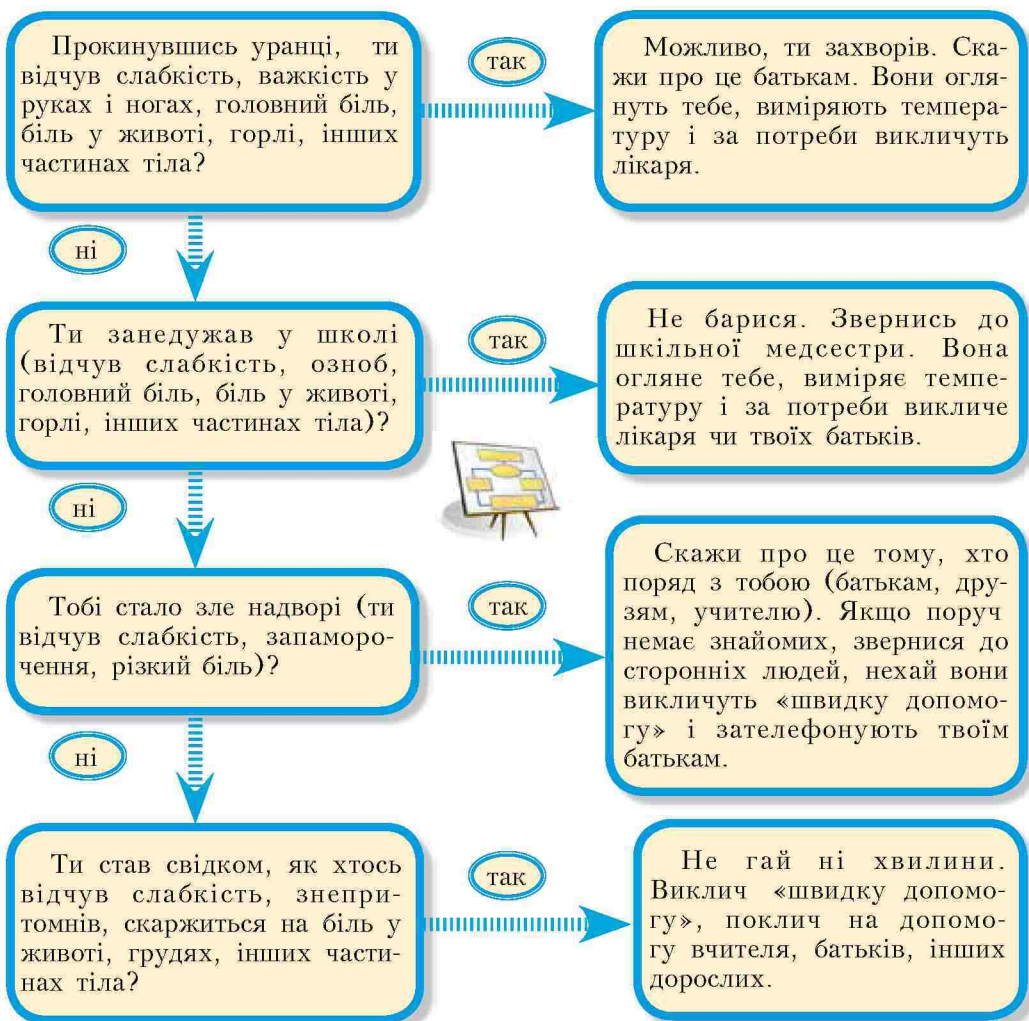 Прокинувшись уранці, ти
відчув слабкість, важкість у
руках і ногах, головний біль,
біль у животі, горлі, інших
частинах тіла?
так
Можливо, ти захворів. Ска-
жи про це батькам. Вони огля-
нуть тебе, виміряють темпера-
туру і за потреби викличуть
лікаря.
ні
Ти занедужав у школі
(відчув слабкість, озноб,
головний біль, біль у животі,
горлі, інших частинах тіла)?
так
Не барися. Звернись до
шкільної медсестри. Вона
огляне тебе, виміряє темпе-
ратуру і за потреби викличе
лікаря чи твоїх батьків.
ні
Тобі стало зле надворі (ти
відчув слабкість, запаморо-
чення, різкий біль)?
так
Скажи про це тому, хто
поряд з тобою (батькам, дру-
зям, учителю). Якщо поруч
немає знайомих, звернися до
сторонніх людей, нехай вони
викличуть «швидку допомо-
гу» і зателефонують твоїм
батькам.
ні
Ти став свідком, як хтось
відчув слабкість, знепри-
томнів, скаржиться на біль у
животі, грудях, інших части-
нах тіла?
так
Не гай ні хвилини.
Виклич «швидку допомо-
гу», поклич на допомо-
гу вчителя, батьків, інших
дорослих.